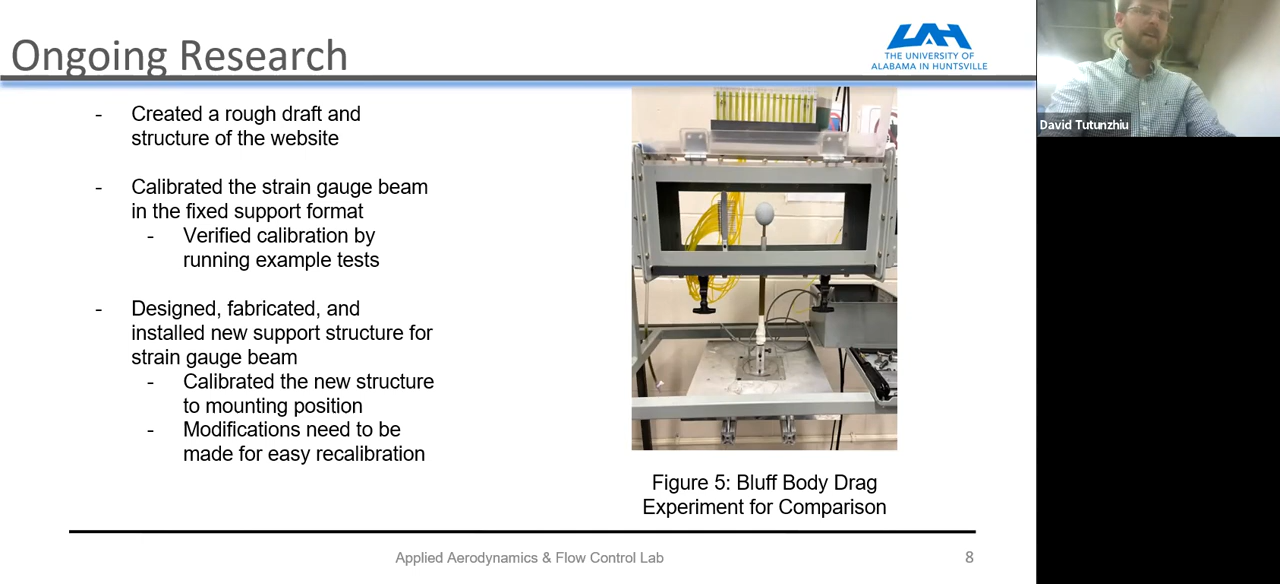 Ongoing Research
UAH
THE UNIVERSITY OF
ALABAMA IN HUNTSVILLE
David Tutunzhiu
- Created a rough draft and
structure of the website
- Calibrated the strain gauge beam
in the fixed support format
- Verified calibration by
running example tests
- Designed, fabricated, and
installed new support structure for
strain gauge beam
- Calibrated the new structure
to mounting position
- Modifications need to be
made for easy recalibration
Figure 5: Bluff Body Drag
Experiment for Comparison
Applied Aerodynamics & Flow Control Lab
8